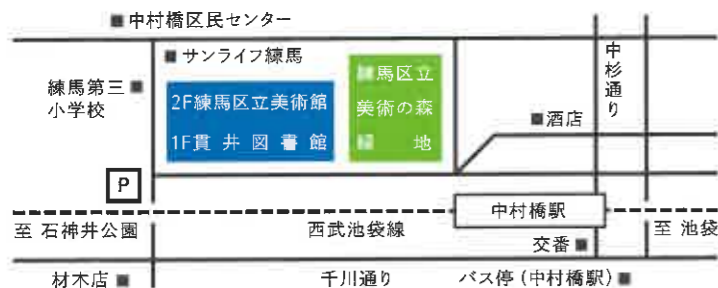 ■中村橋区民センター
■サンライフ練馬
練馬第三■
小学校
2F練馬区立美術館
1F貫井図書館
練馬区立
美術の森
緑地
■酒店
中杉通り
P
中村橋駅
至 石神井公園
西武池袋線
至 池袋
交番■
材木店■
千川通り
バス停（中村橋駅）■